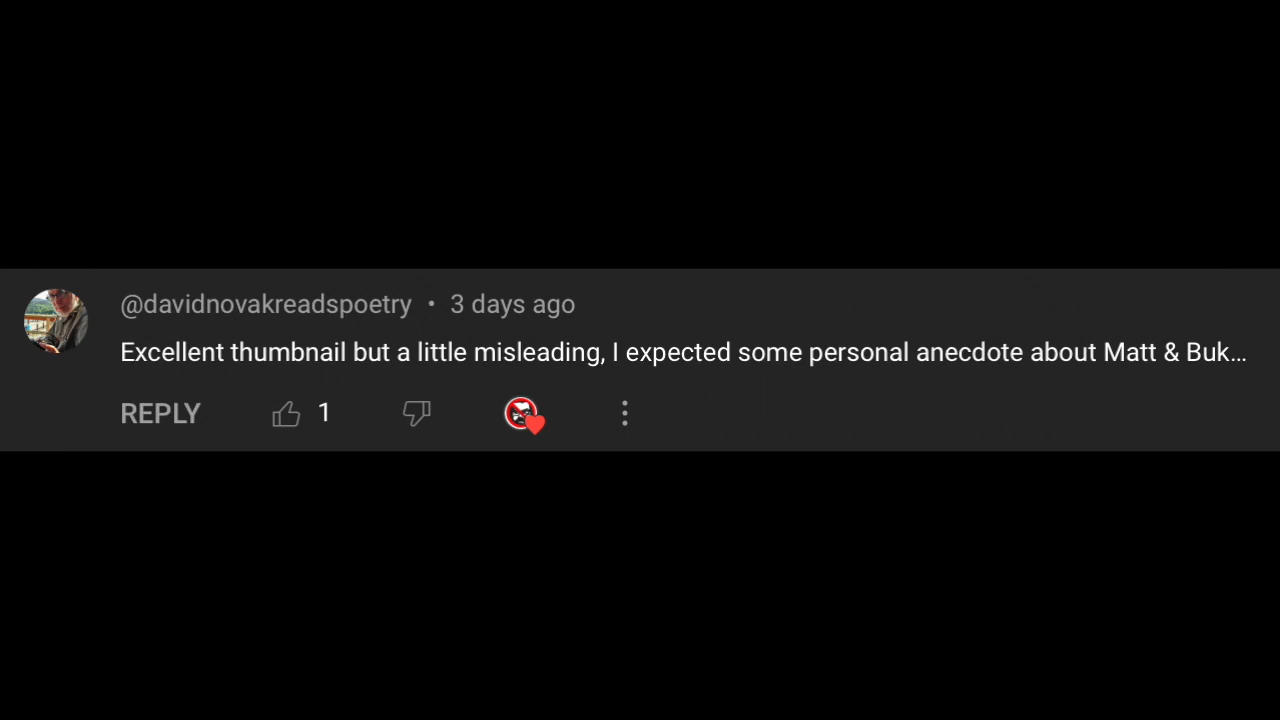 @davidnovakreadspoetry • 3 days ago
Excellent thumbnail but a little misleading, I expected some personal anecdote about Matt & Buk...
REPLY 1